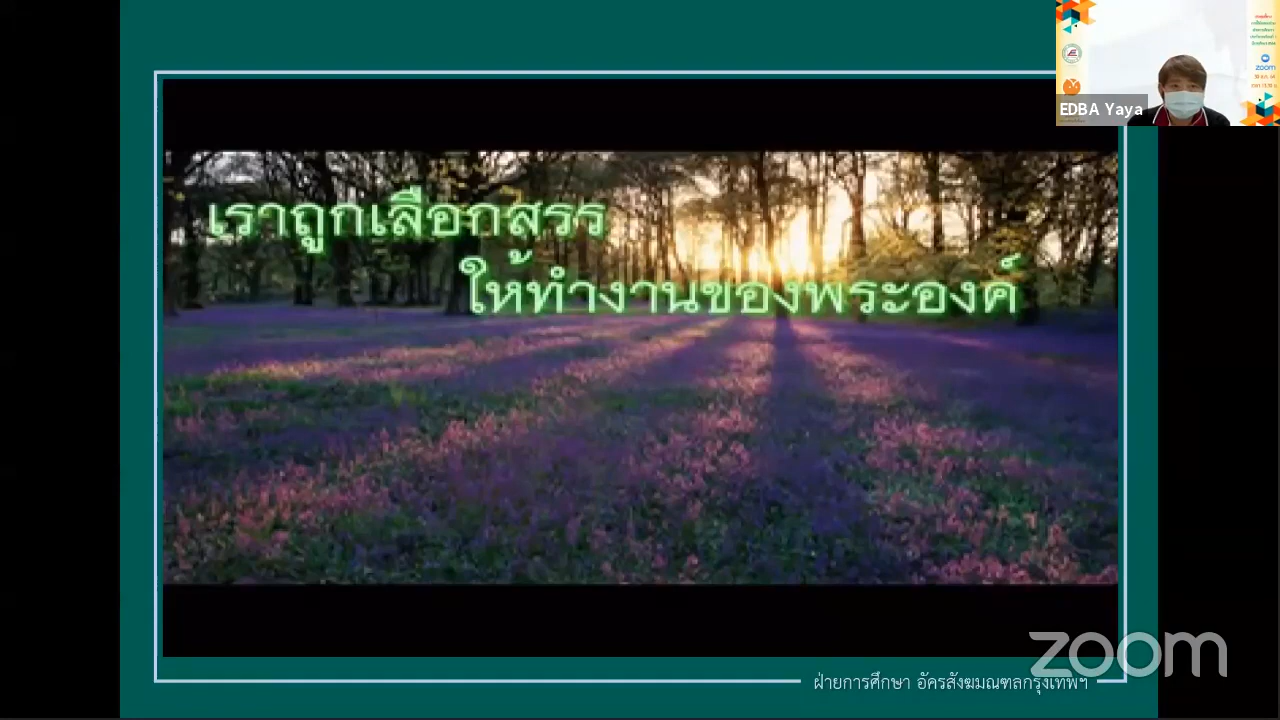 เราถูกเลือกสรร
ให้ทำงานของพระองค์
EDBA Yaya
zoom
zoom
ฝ่ายการศึกษา อัครสังฆมณฑลกรุงเทพฯ